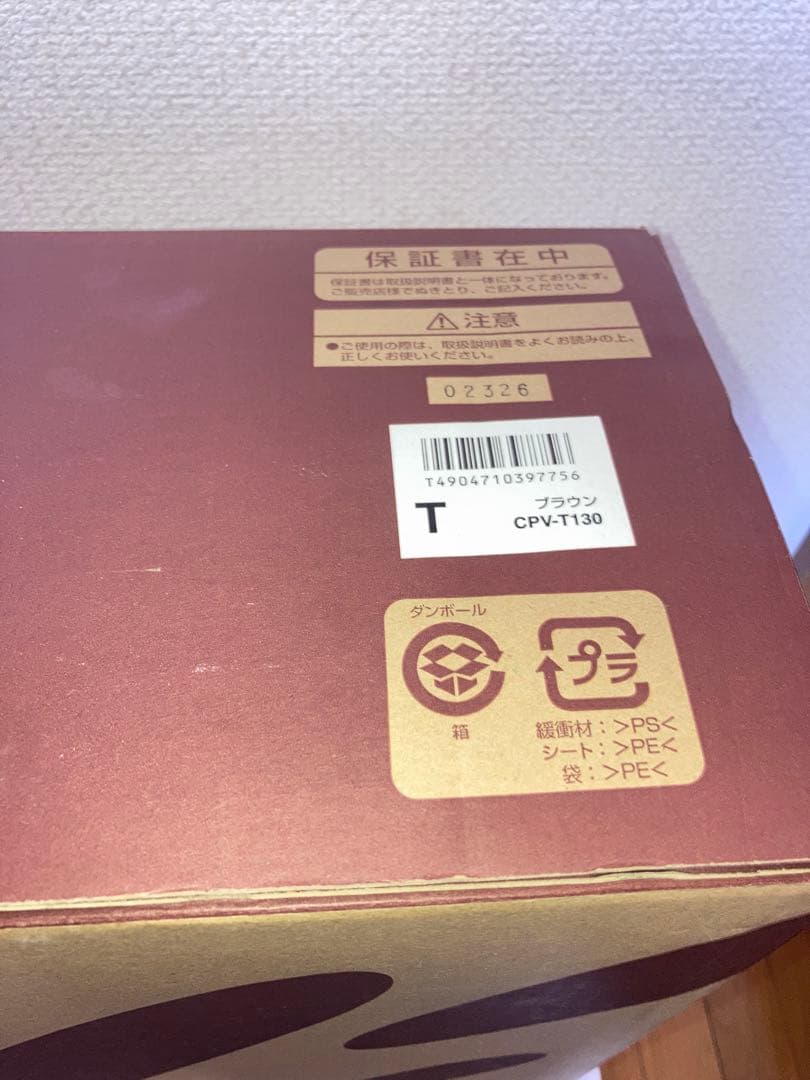 保証書在中
保証書は取扱説明書と一体になっております。
ご販売店様でぬきとり、ご記入ください。
⚠注意
●ご使用の際は、取扱説明書をよくお読みの上、
正しくお使いください。
02326
T4904710397756
T
ブラウン
CPV-T130
ダンボール
箱
プラ
緩衝材：>PS<
シート：>PE<
袋：>PE<